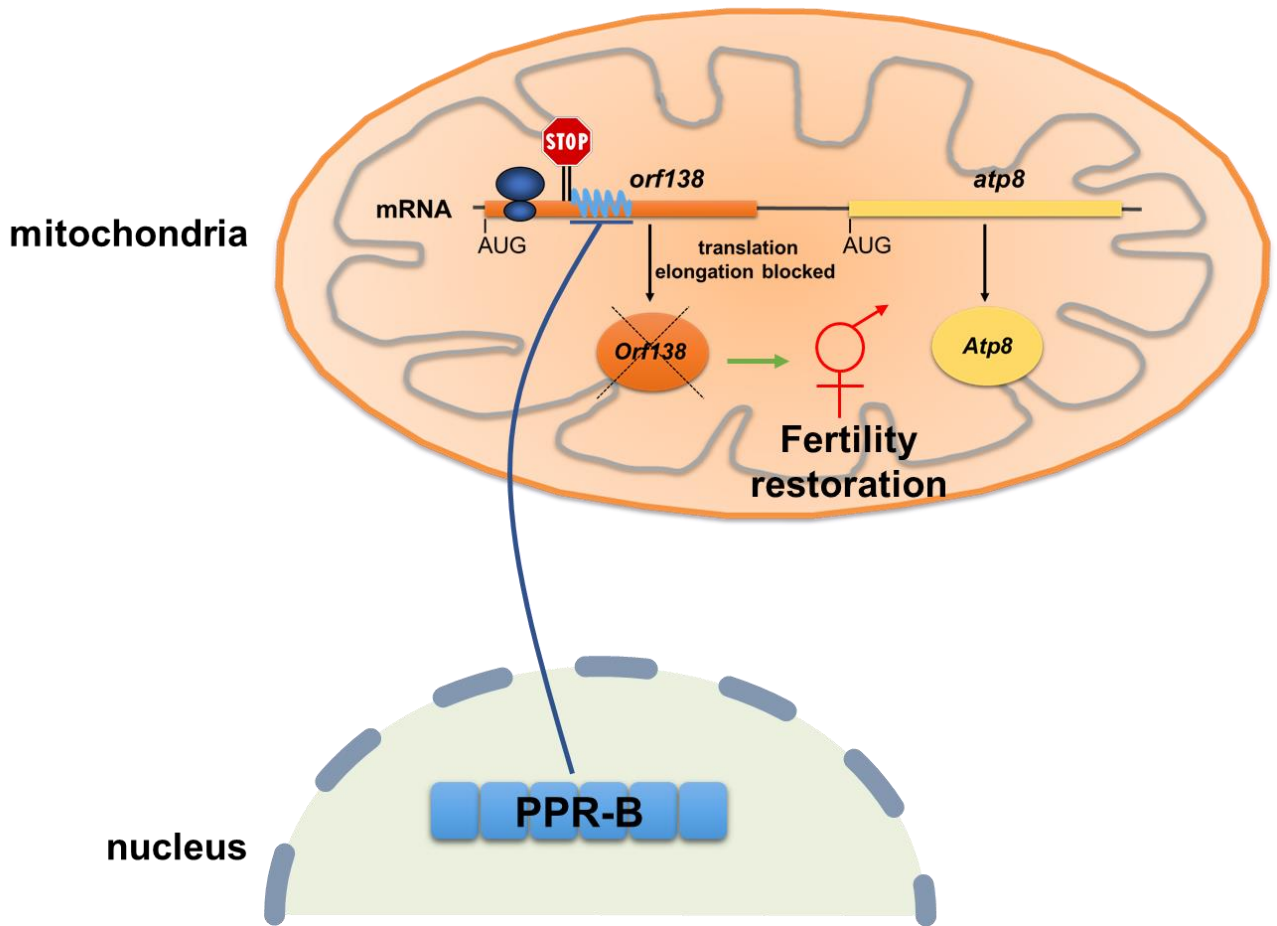 STOP
orf138
atp8
mRNA
mitochondria
AUG
AUG
translation
elongation blocked
Orf138
Atp8
Fertility
restoration
PPR-B
nucleus